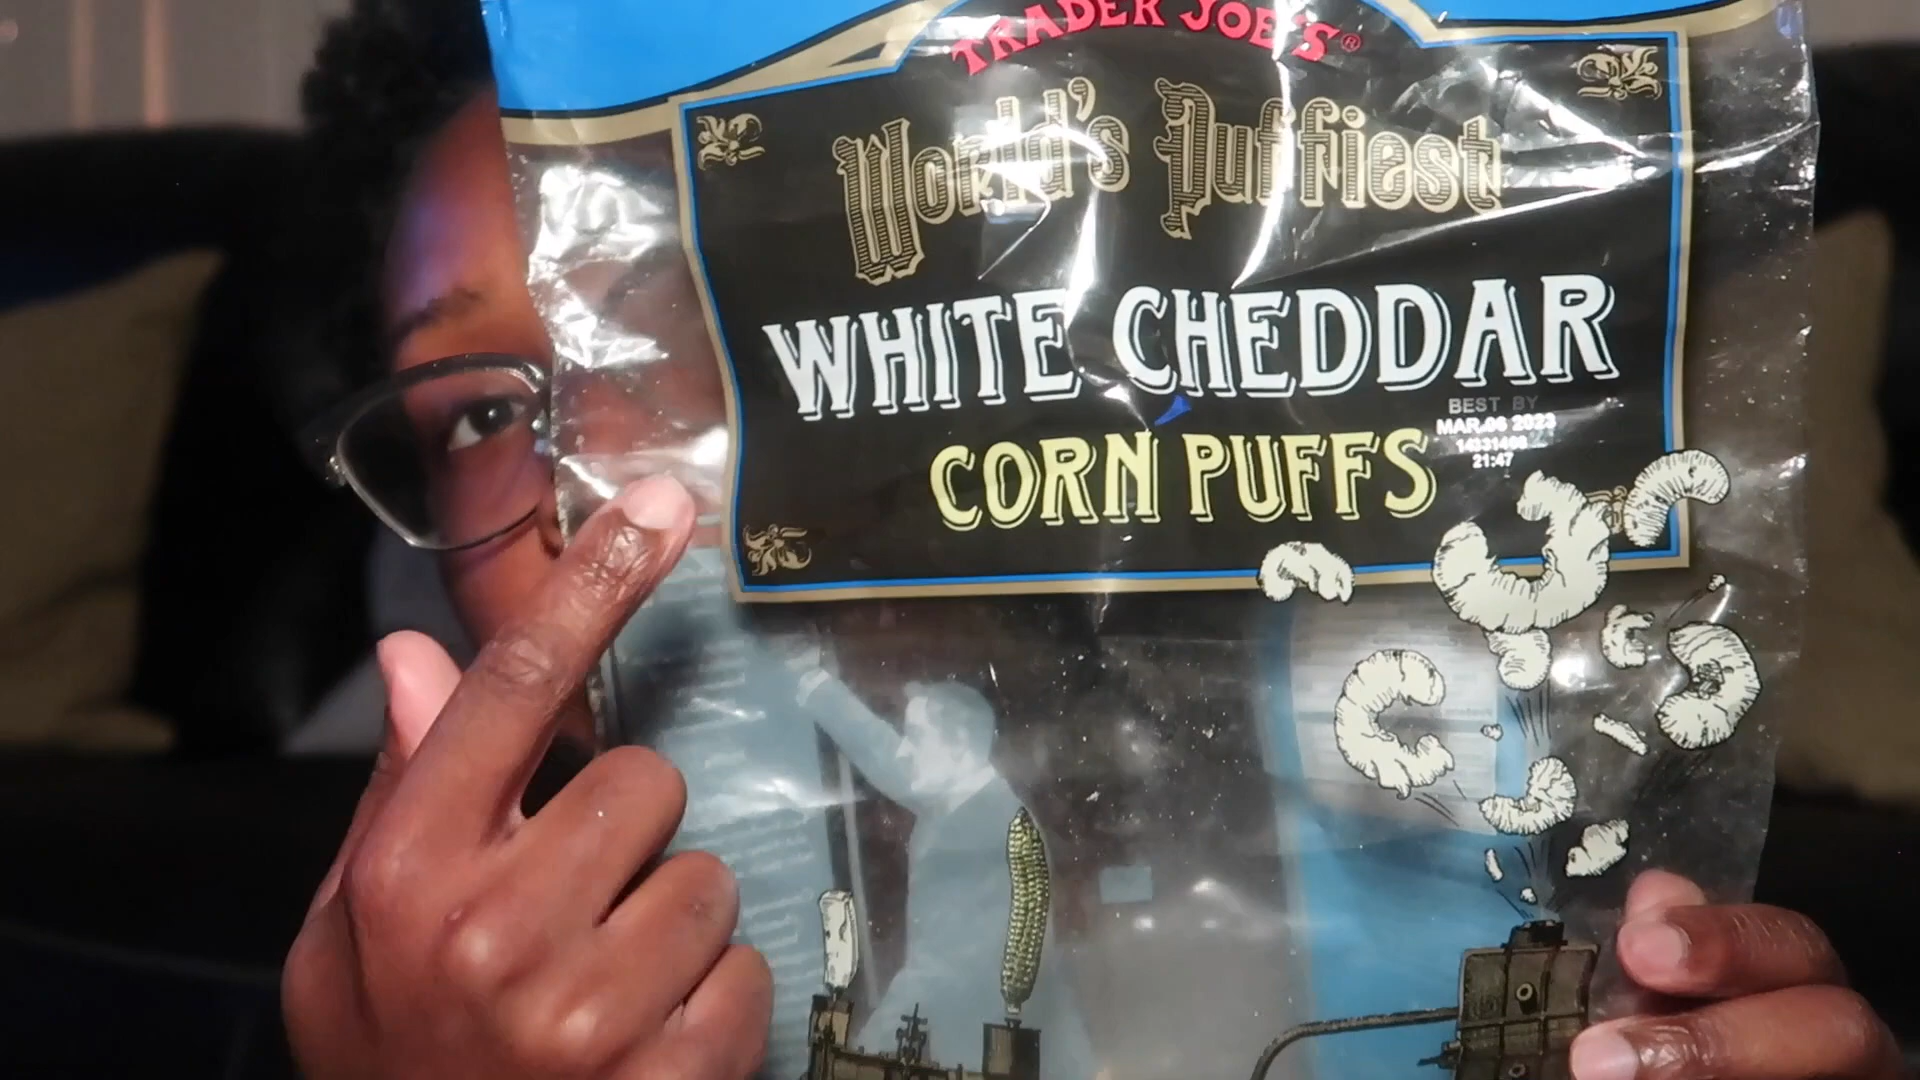 TRADER JOE'S®
World's Puffiest
WHITE CHEDDAR
CORN PUFFS
BEST BY
MAR.06 2023
21:47